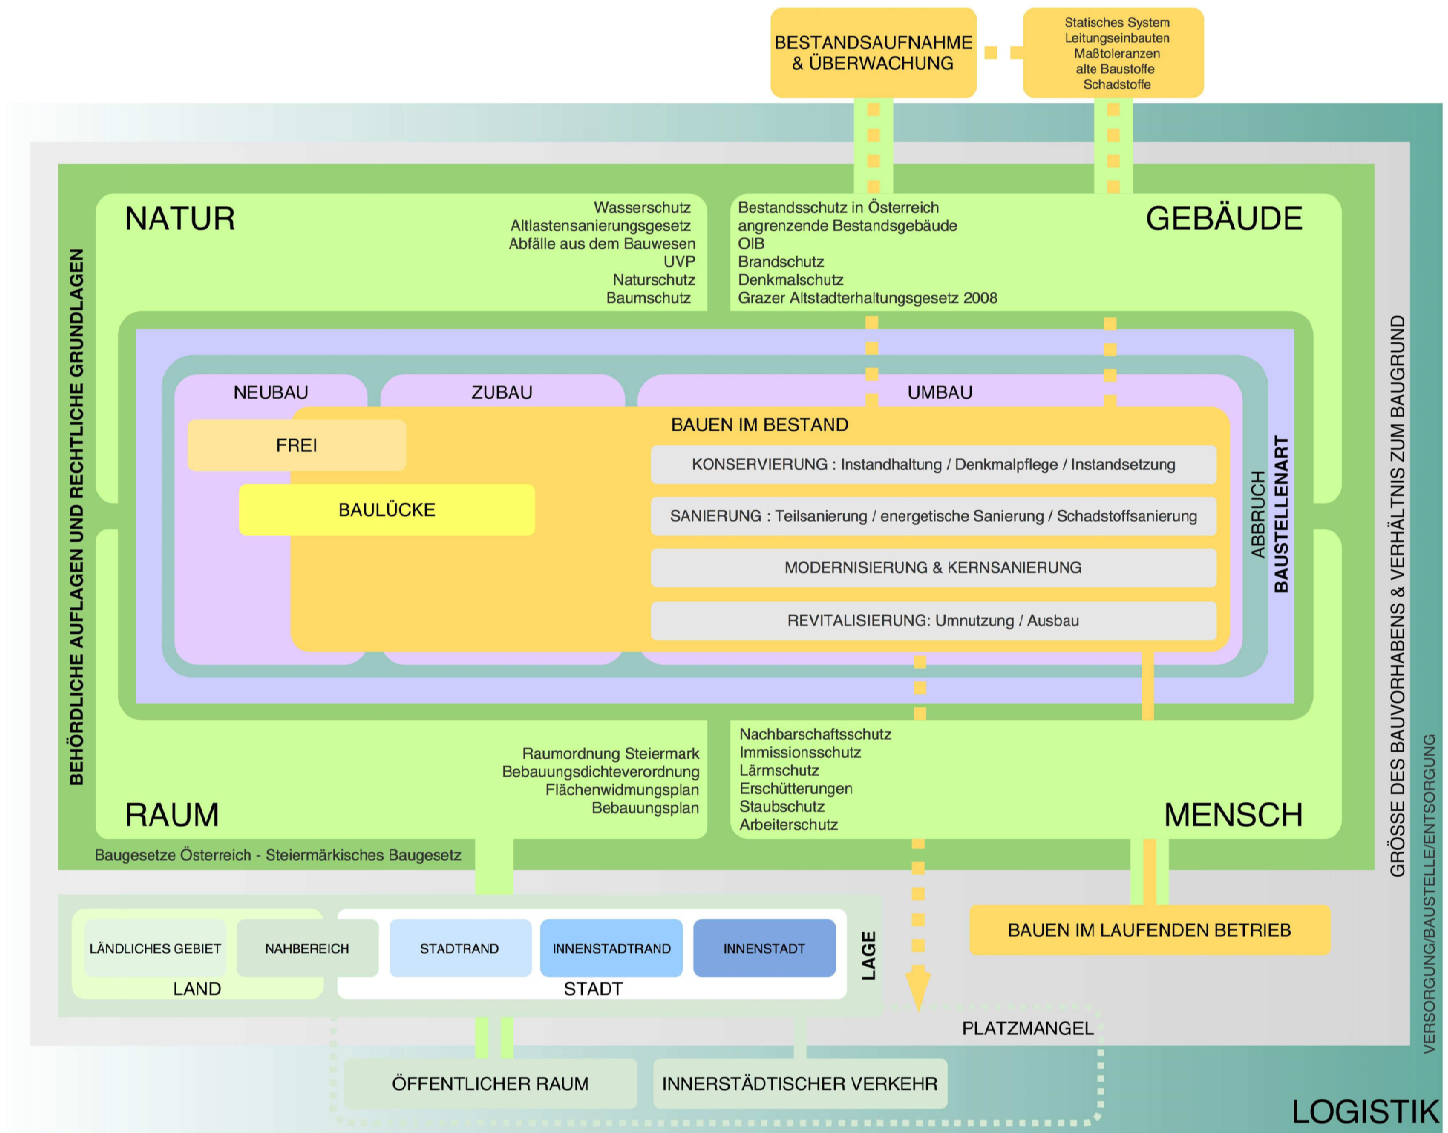 BESTANDSAUFNAHME
& ÜBERWACHUNG
Statisches System
Leitungseinbauten
Maßtoleranzen
alte Baustoffe
Schadstoffe
NATUR
Wasserschutz
Altlastensanierungsgesetz
Abfälle aus dem Bauwesen
UVP
Naturschutz
Baumschutz
Bestandsschutz in Österreich
angrenzende Bestandsgebäude
OIB
Brandschutz
Denkmalschutz
Grazer Altstadterhaltungsgesetz 2008
GEBÄUDE
BEHÖRDLICHE AUFLAGEN UND RECHTLICHE GRUNDLAGEN
NEUBAU
ZUBAU
UMBAU
FREI
BAULÜCKE
BAUEN IM BESTAND
KONSERVIERUNG : Instandhaltung / Denkmalpflege / Instandsetzung
SANIERUNG : Teilsanierung / energetische Sanierung / Schadstoffsanierung
MODERNISIERUNG & KERNSANIERUNG
REVITALISIERUNG: Umnutzung / Ausbau
ABBRUCH
BAUSTELLENART
GRÖSSE DES BAUVORHABENS & VERHÄLTNIS ZUM BAUGRUND
VERSORGUNG/BAUSTELLE/ENTSORGUNG
Raumordnung Steiermark
Bebauungsdichteverordnung
Flächenwidmungsplan
Bebauungsplan
RAUM
Nachbarschaftsschutz
Immissionsschutz
Lärmschutz
Erschütterungen
Staubschutz
Arbeiterschutz
MENSCH
Baugesetze Österreich - Steiermärkisches Baugesetz
LÄNDLICHES GEBIET
NAHBEREICH
STADTRAND
INNENSTADTRAND
INNENSTADT
LAND
STADT
LAGE
BAUEN IM LAUFENDEN BETRIEB
PLATZMANGEL
ÖFFENTLICHER RAUM
INNERSTÄDTISCHER VERKEHR
LOGISTIK